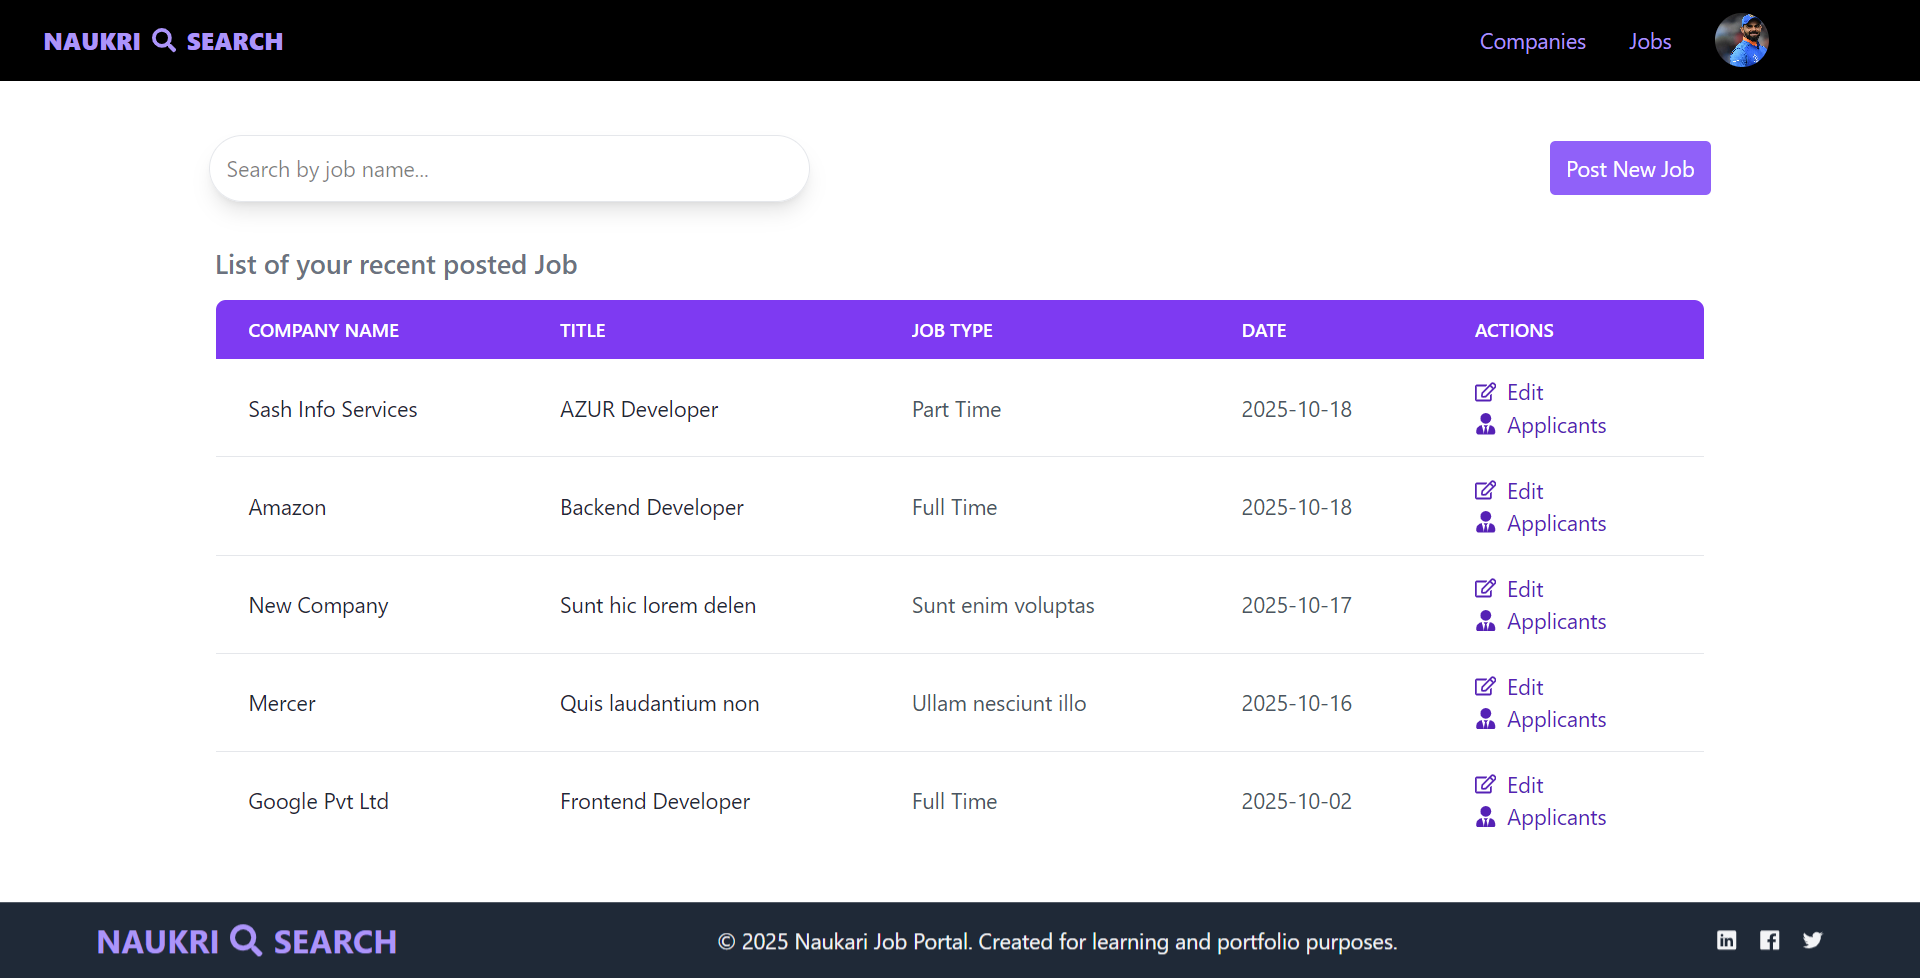 NAUKRI SEARCH
Companies Jobs
Search by job name...
Post New Job
List of your recent posted Job
COMPANY NAME TITLE JOB TYPE DATE ACTIONS
Sash Info Services AZUR Developer Part Time 2025-10-18 Edit
Applicants
Amazon Backend Developer Full Time 2025-10-18 Edit
Applicants
New Company Sunt hic lorem delen Sunt enim voluptas 2025-10-17 Edit
Applicants
Mercer Quis laudantium non Ullam nesciunt illo 2025-10-16 Edit
Applicants
Google Pvt Ltd Frontend Developer Full Time 2025-10-02 Edit
Applicants
NAUKRI SEARCH
© 2025 Naukari Job Portal. Created for learning and portfolio purposes.